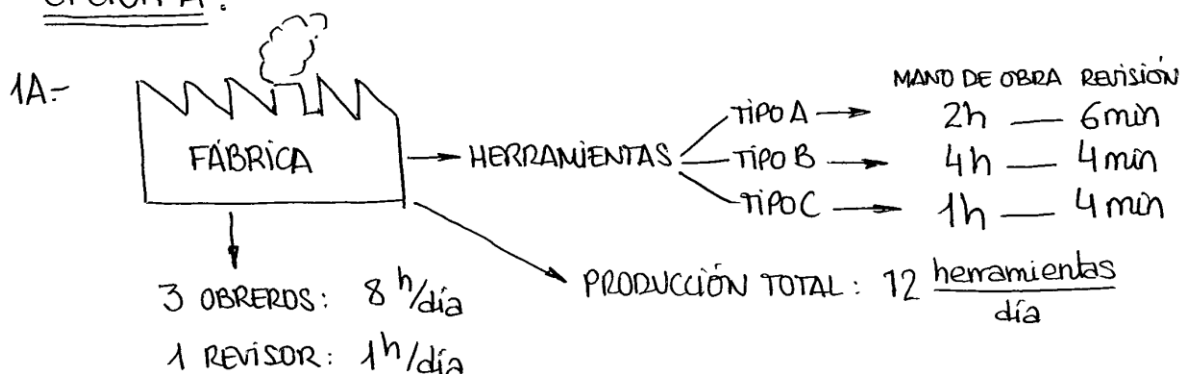 OPCIÓN A:
1A.-
MANO DE OBRA REVISIÓN
FÁBRICA
HERRAMIENTAS
TIPO A 2h — 6min
TIPO B 4h — 4min
TIPO C 1h — 4min
3 OBREROS: 8 h/día
1 REVISOR: 1h/día
PRODUCCIÓN TOTAL: 12 herramientas/día